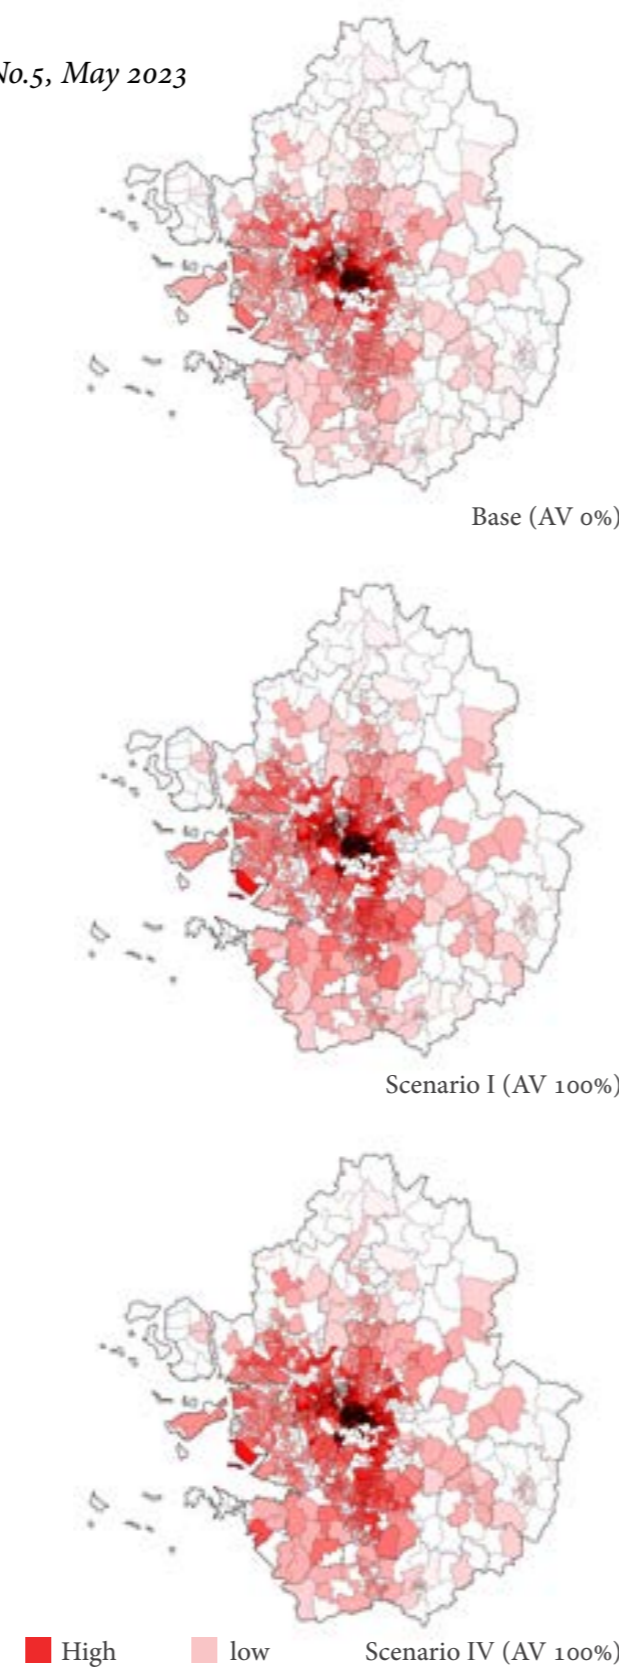 No.5, May 2023
Base (AV 0%)
Scenario I (AV 100%)
High low Scenario IV (AV 100%)